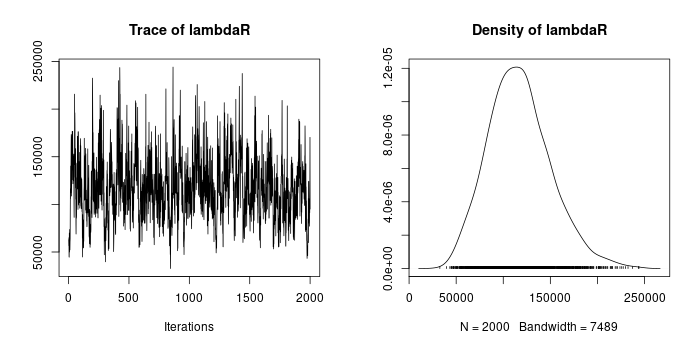 Trace of lambdaR
50000 150000 250000
0 500 1000 1500 2000
Iterations
Density of lambdaR
0.0e+00 4.0e-06 8.0e-06 1.2e-05
0 50000 150000 250000
N = 2000 Bandwidth = 7489